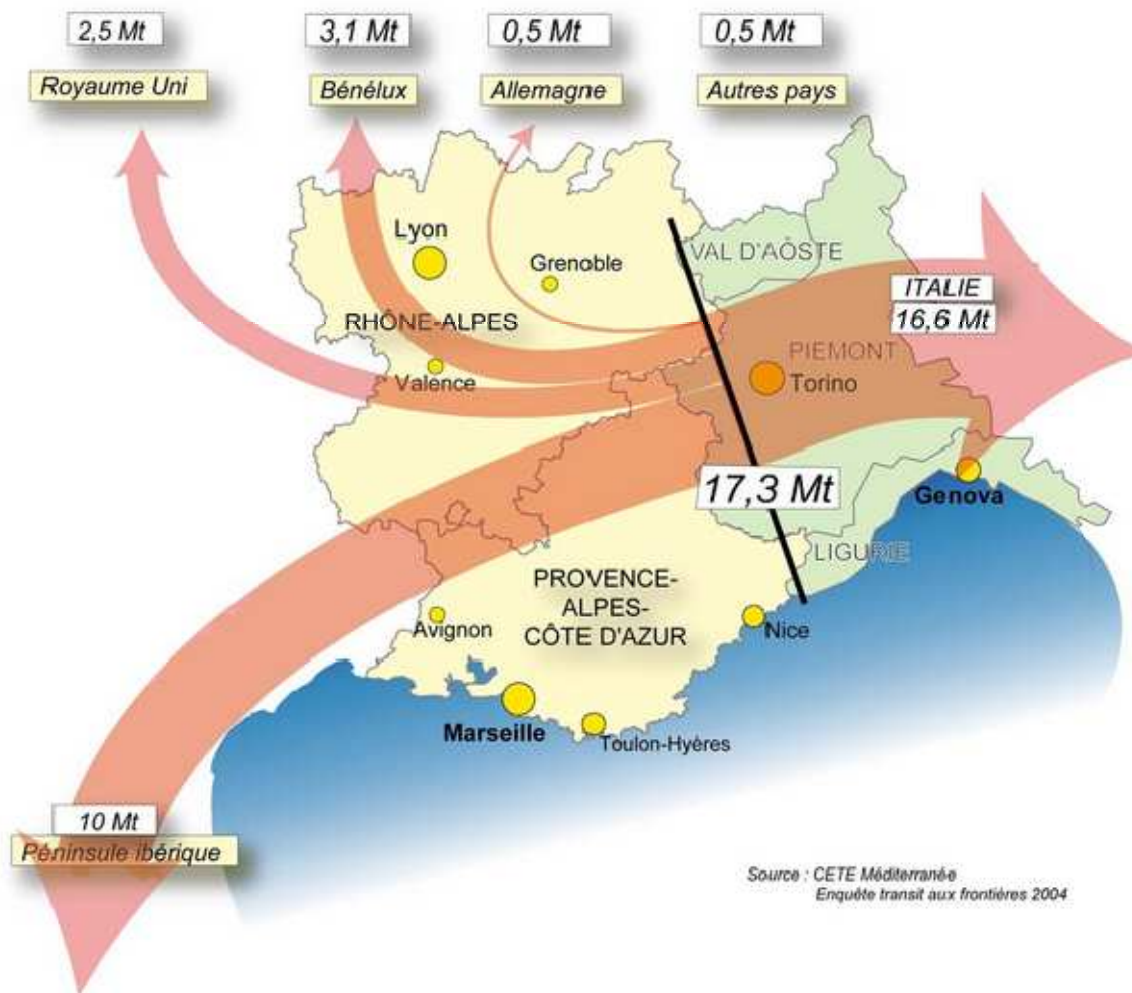 2,5 Mt
Royaume Uni
3,1 Mt
Bénélux
0,5 Mt
Allemagne
0,5 Mt
Autres pays
Lyon
Grenoble
VAL D'AÔSTE
ITALIE
16,6 Mt
RHÔNE-ALPES
PIEMONT
Valence
Torino
17,3 Mt
Genova
LIGURIE
PROVENCE-
ALPES-
CÔTE D'AZUR
Avignon
Nice
Marseille
Toulon-Hyères
10 Mt
Péninsule ibérique
Source : CETE Méditerranée
Enquête transit aux frontières 2004